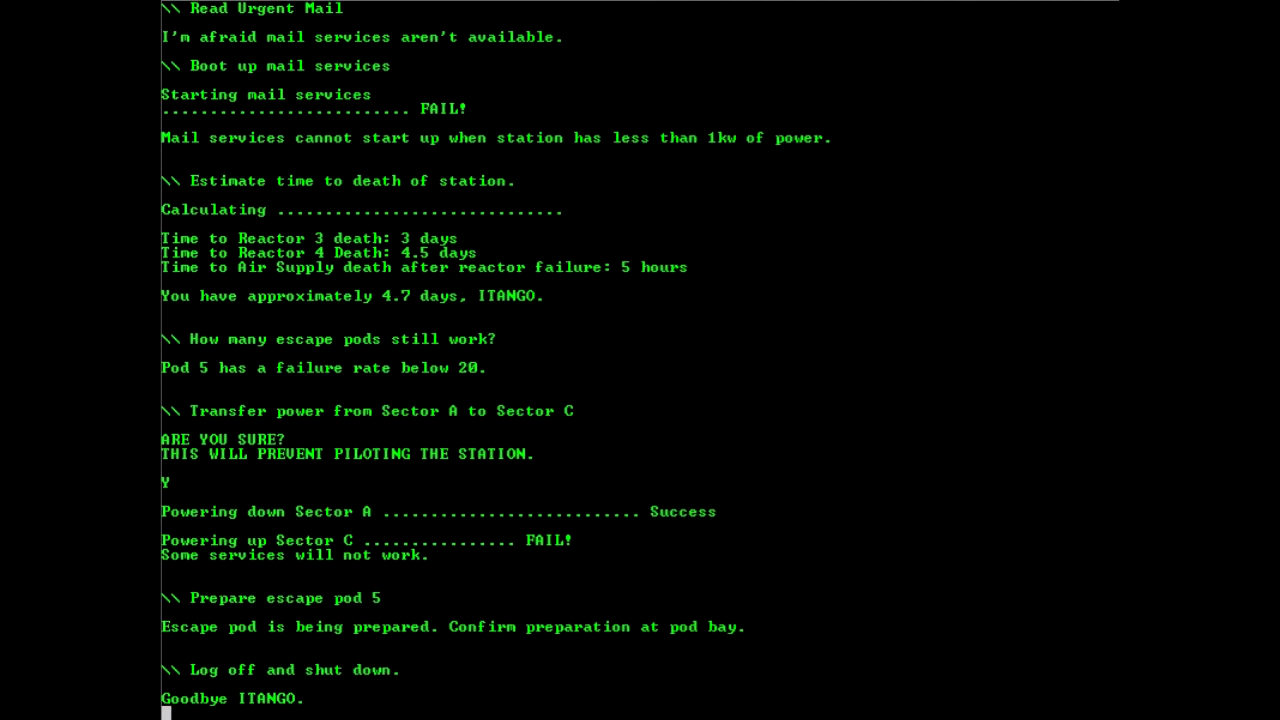 \\ Read Urgent Mail
I'm afraid mail services aren't available.
\\ Boot up mail services
Starting mail services
.......................... FAIL!
Mail services cannot start up when station has less than 1kw of power.
\\ Estimate time to death of station.
Calculating ..............................
Time to Reactor 3 death: 3 days
Time to Reactor 4 Death: 4.5 days
Time to Air Supply death after reactor failure: 5 hours
You have approximately 4.7 days, ITANGO.
\\ How many escape pods still work?
Pod 5 has a failure rate below 20.
\\ Transfer power from Sector A to Sector C
ARE YOU SURE?
THIS WILL PREVENT PILOTING THE STATION.
Y
Powering down Sector A ........................... Success
Powering up Sector C ................ FAIL!
Some services will not work.
\\ Prepare escape pod 5
Escape pod is being prepared. Confirm preparation at pod bay.
\\ Log off and shut down.
Goodbye ITANGO.